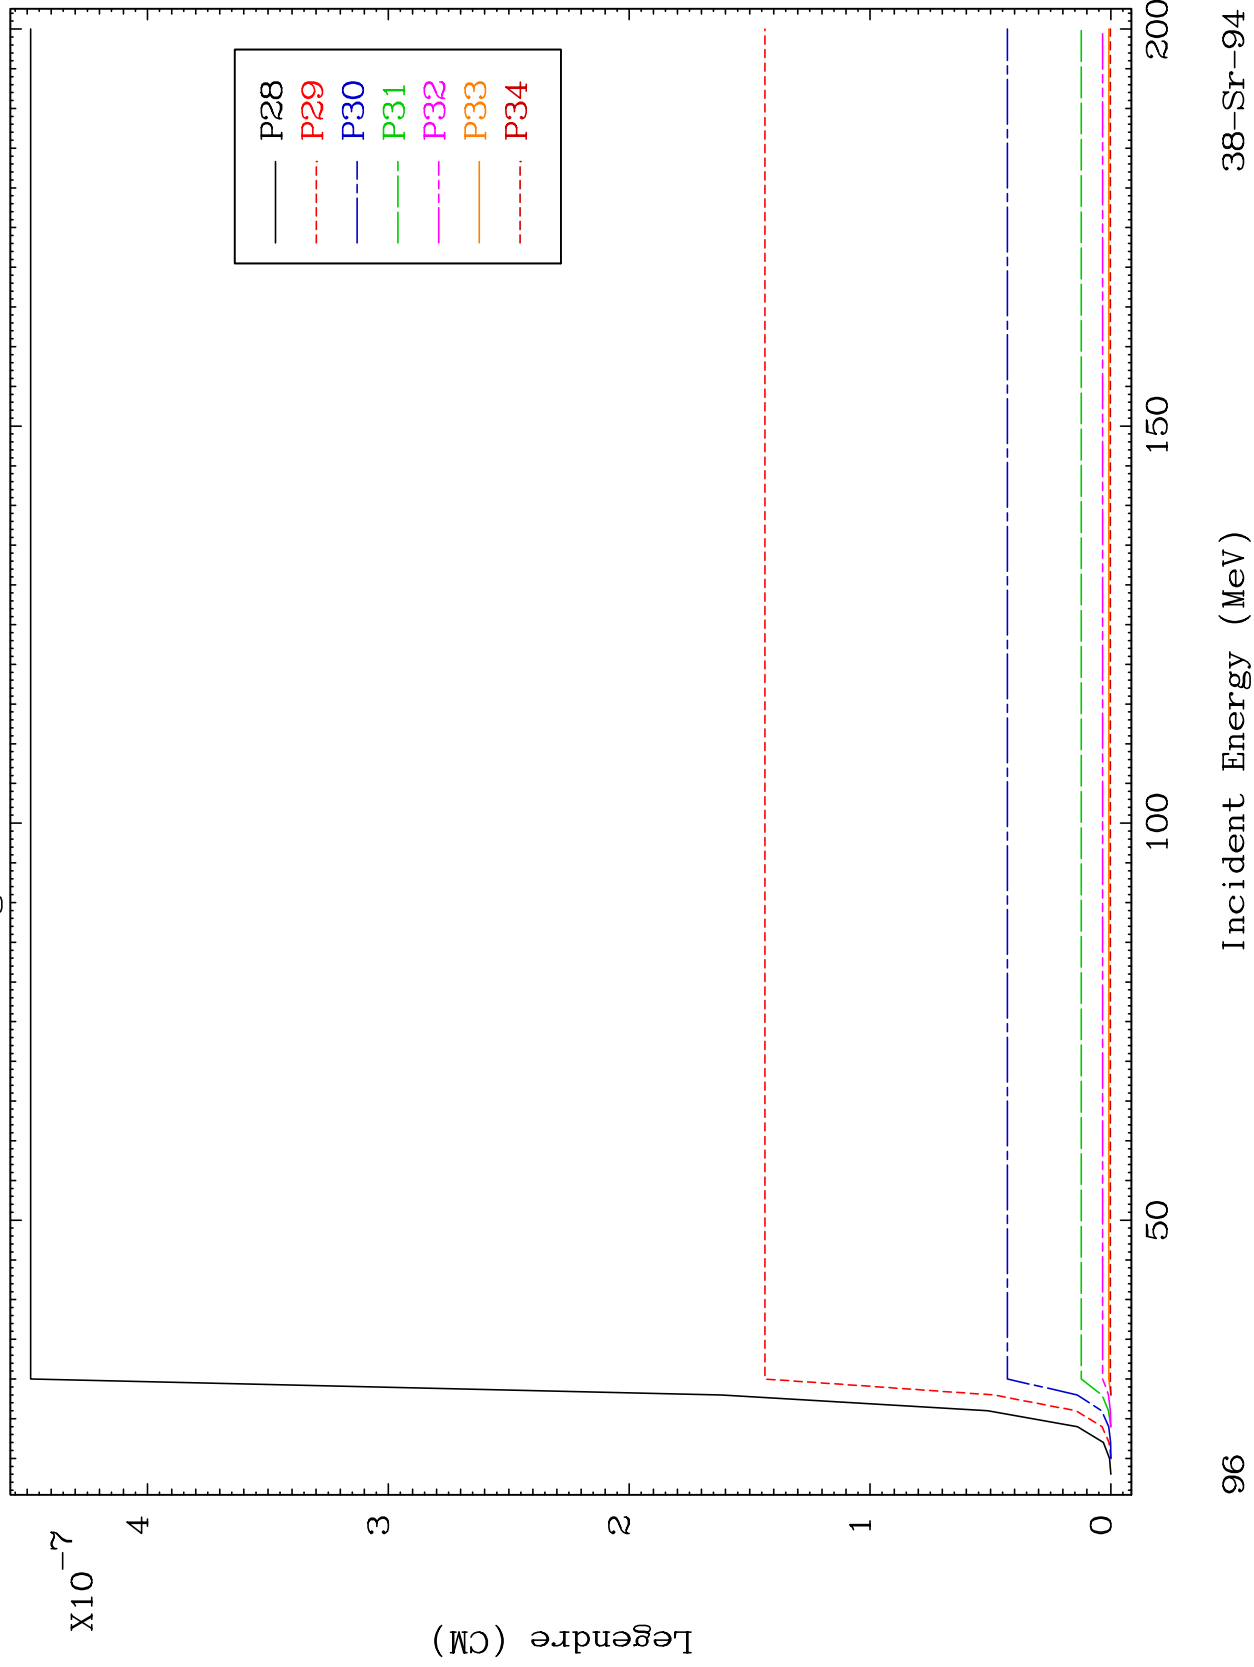 X10-7
4
3
2
1
0
Legendre (CM)
P28
P29
P30
P31
P32
P33
P34
50
100
150
200
Incident Energy (MeV)
96
38-Sr-94